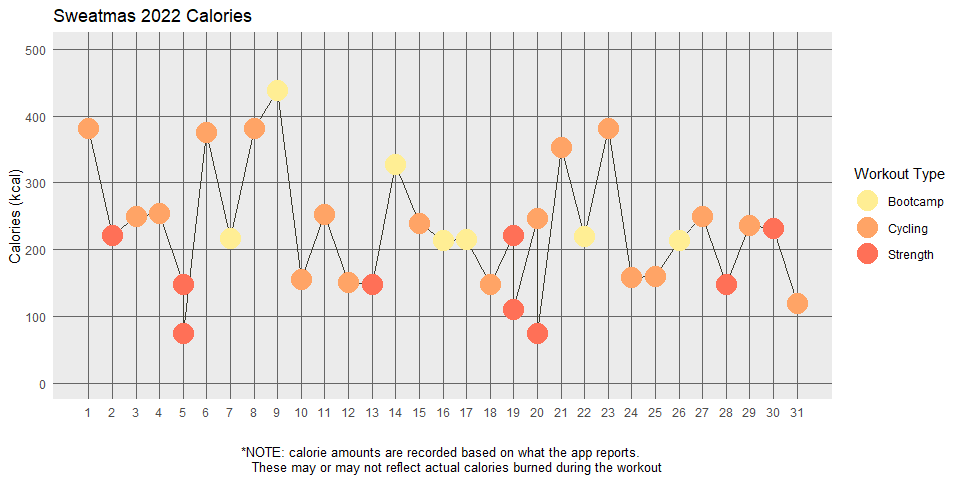 Sweatmas 2022 Calories
500
400
300
200
100
0
Calories (kcal)
1 2 3 4 5 6 7 8 9 10 11 12 13 14 15 16 17 18 19 20 21 22 23 24 25 26 27 28 29 30 31
Workout Type
Bootcamp
Cycling
Strength
*NOTE: calorie amounts are recorded based on what the app reports.
These may or may not reflect actual calories burned during the workout